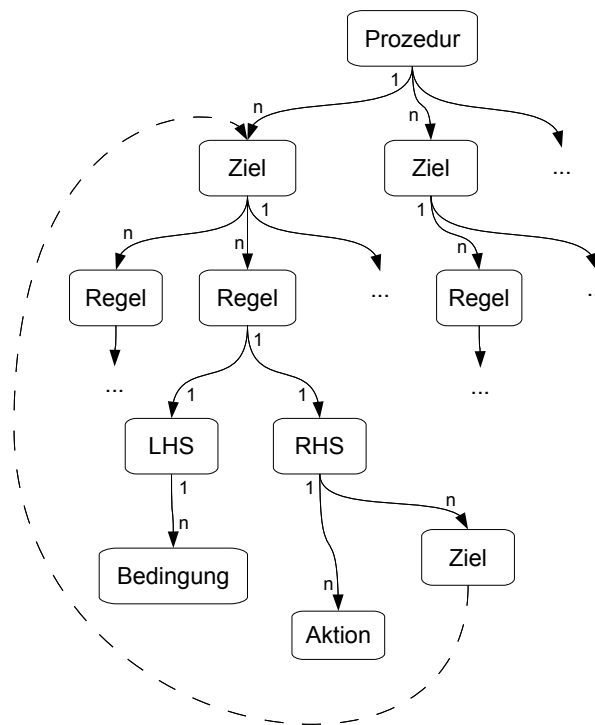 Prozedur
1
n
n
Ziel
Ziel
...
n
n
1
1
n
Regel
Regel
...
Regel
...
...
1
...
1
1
LHS
RHS
1
1
n
n
Bedingung
Ziel
n
Aktion